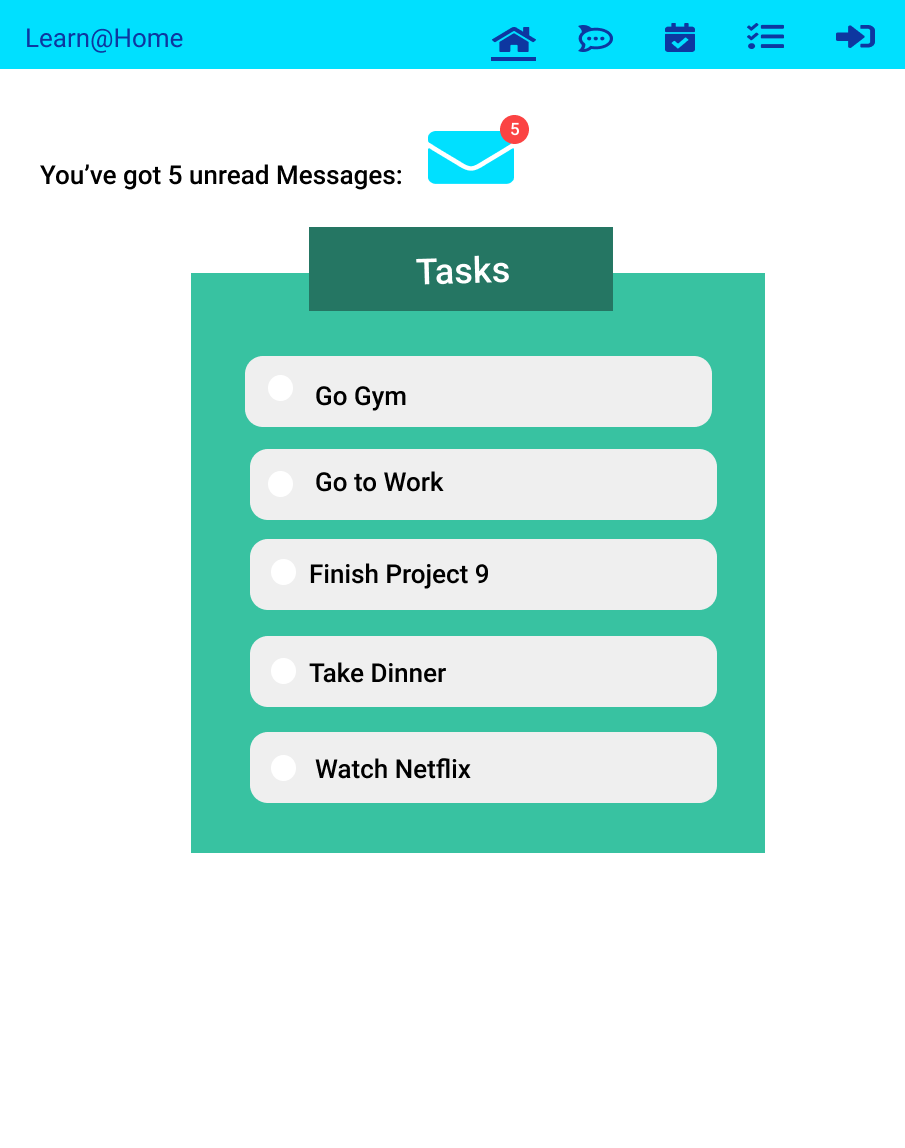 Learn@Home
5
You’ve got 5 unread Messages:
Tasks
Go Gym
Go to Work
Finish Project 9
Take Dinner
Watch Netflix